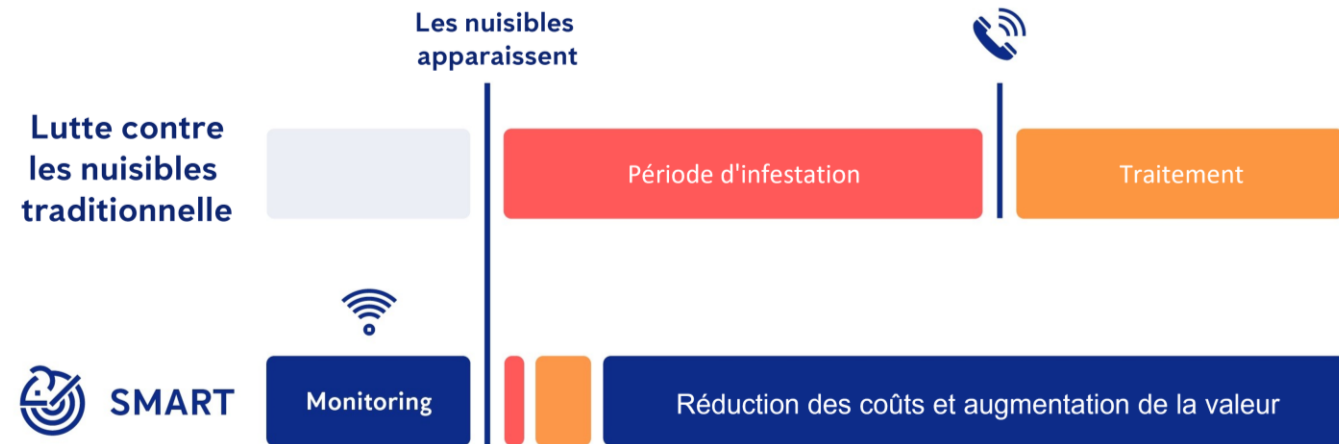 Les nuisibles
apparaissent
Lutte contre
les nuisibles
traditionnelle
Période d'infestation
Traitement
SMART
Monitoring
Réduction des coûts et augmentation de la valeur